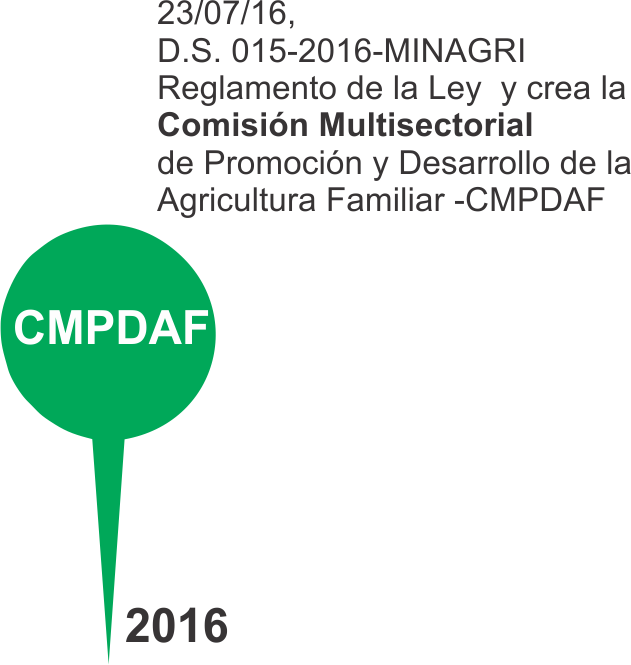 23/07/16,
D.S. 015-2016-MINAGRI
Reglamento de la Ley  y crea la
Comisión Multisectorial
de Promoción y Desarrollo de la
Agricultura Familiar -CMPDAF
CMPDAF
2016